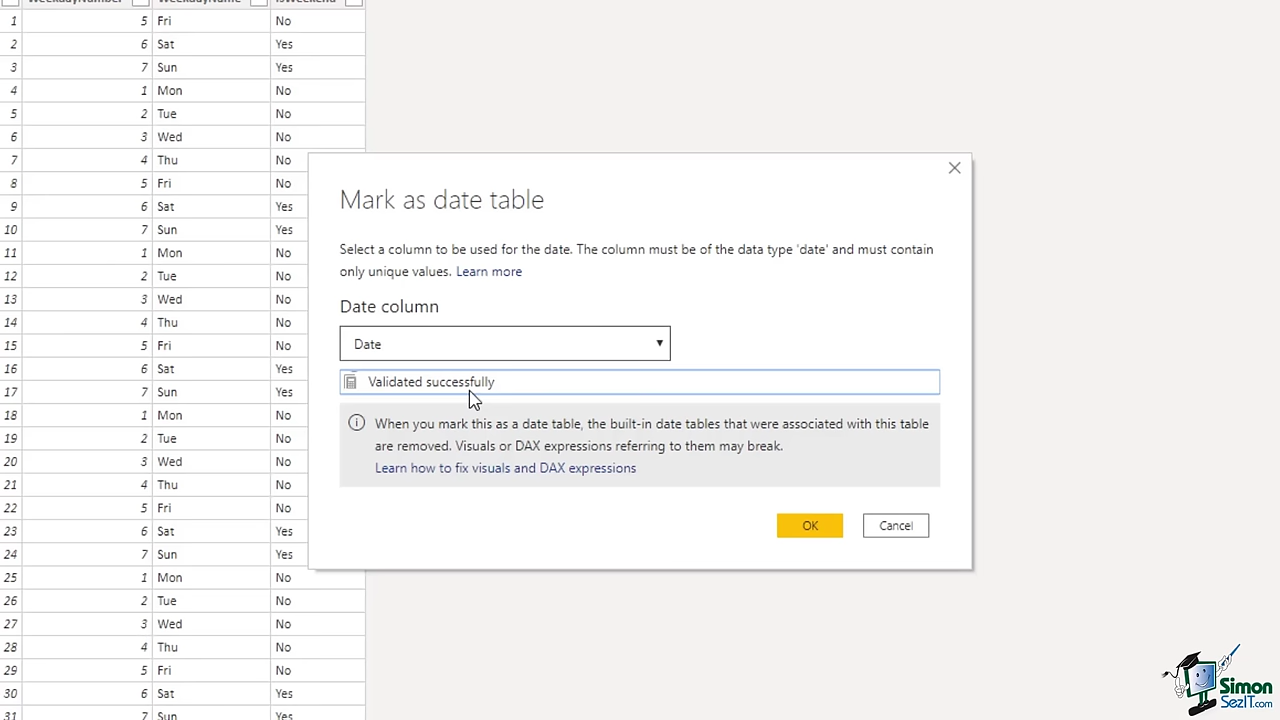 WeekdayNumber WeekdayName IsWeekend
1 5 Fri No
2 6 Sat Yes
3 7 Sun Yes
4 1 Mon No
5 2 Tue No
6 3 Wed No
7 4 Thu No
8 5 Fri No
9 6 Sat Yes
10 7 Sun Yes
11 1 Mon No
12 2 Tue No
13 3 Wed No
14 4 Thu No
15 5 Fri No
16 6 Sat Yes
17 7 Sun Yes
18 1 Mon No
19 2 Tue No
20 3 Wed No
21 4 Thu No
22 5 Fri No
23 6 Sat Yes
24 7 Sun Yes
25 1 Mon No
26 2 Tue No
27 3 Wed No
28 4 Thu No
29 5 Fri No
30 6 Sat Yes
31 7 Sun Yes
Mark as date table
Select a column to be used for the date. The column must be of the data type 'date' and must contain
only unique values. Learn more
Date column
Date
Validated successfully
When you mark this as a date table, the built-in date tables that were associated with this table
are removed. Visuals or DAX expressions referring to them may break.
Learn how to fix visuals and DAX expressions
OK Cancel
Simon
SezIT.com